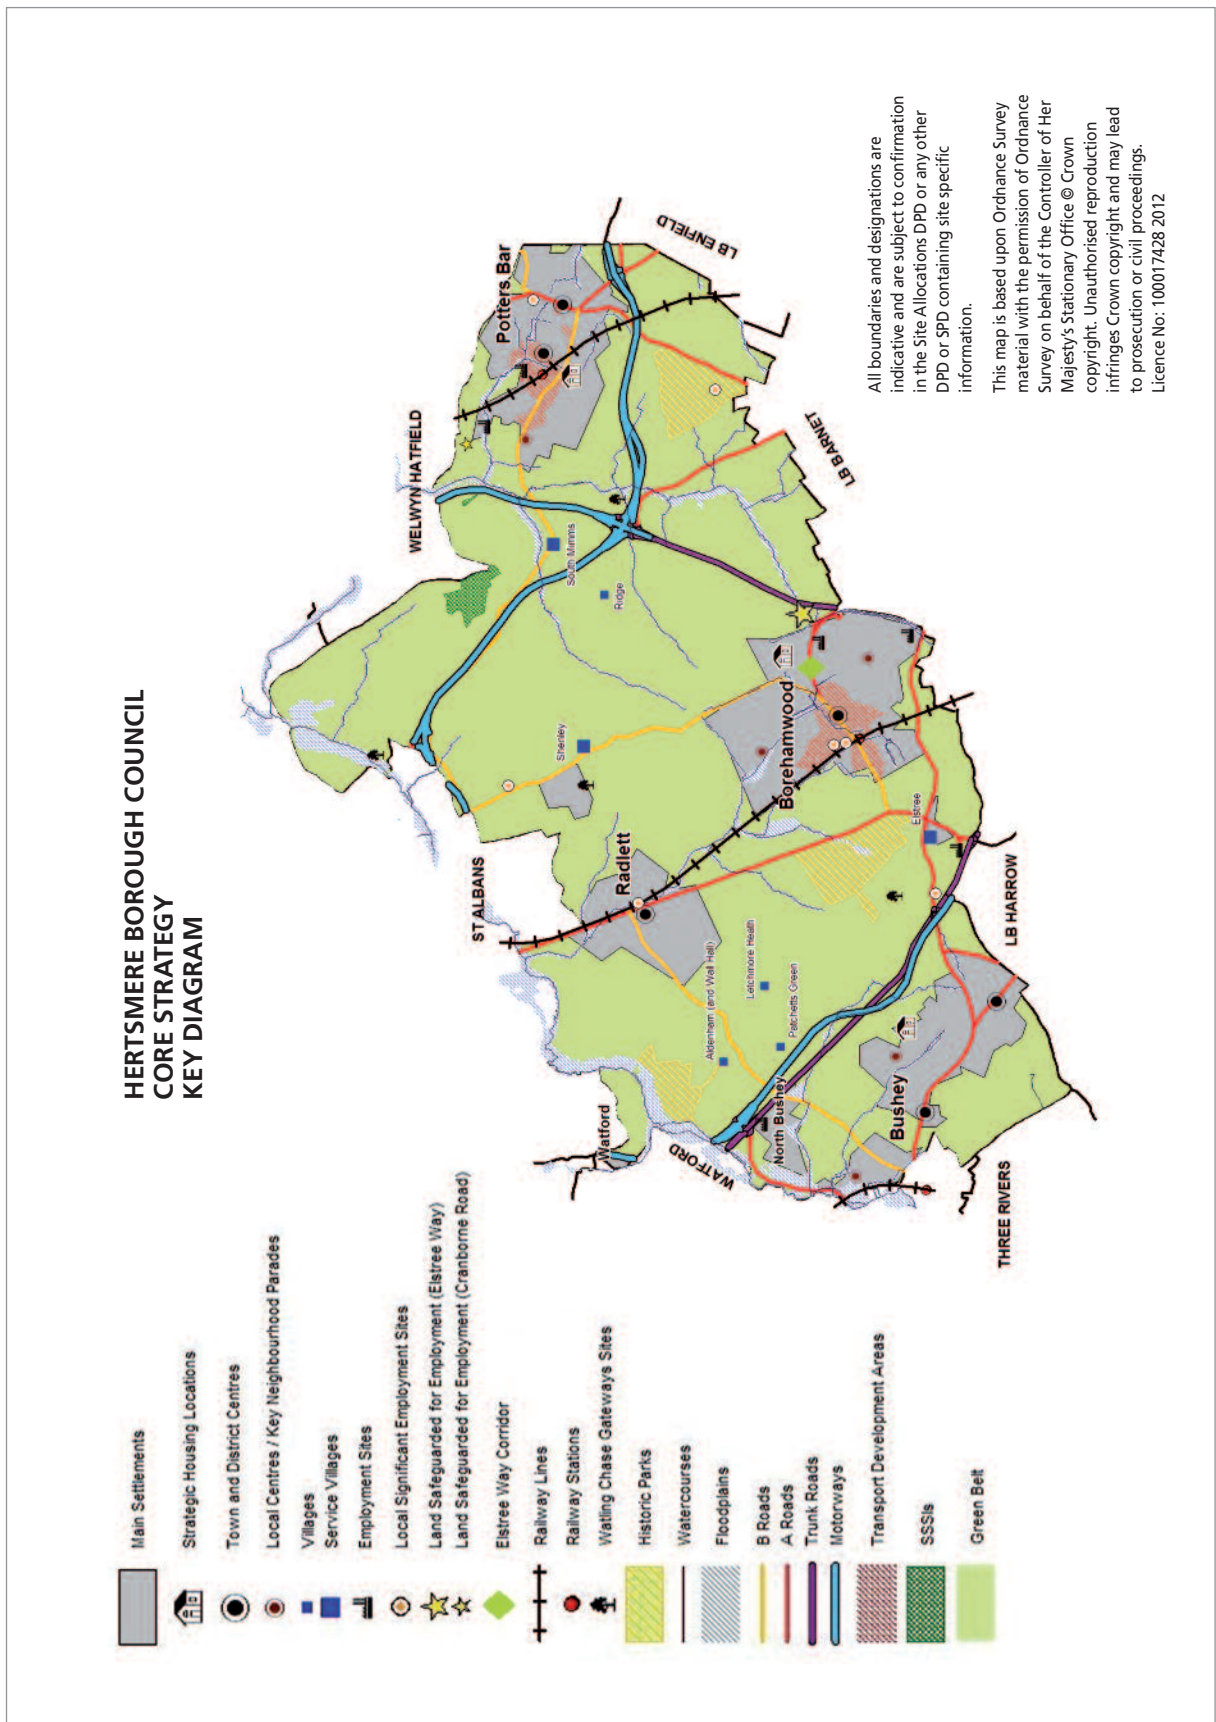 HERTSMERE BOROUGH COUNCIL
CORE STRATEGY
KEY DIAGRAM
Main Settlements
Strategic Housing Locations
Town and District Centres
Local Centres / Key Neighbourhood Parades
Villages
Service Villages
Employment Sites
Local Significant Employment Sites
Land Safeguarded for Employment (Elstree Way)
Land Safeguarded for Employment (Cranborne Road)
Elstree Way Corridor
Railway Lines
Railway Stations
Watling Chase Gateways Sites
Historic Parks
Watercourses
Floodplains
B Roads
A Roads
Trunk Roads
Motorways
Transport Development Areas
SSSIs
Green Belt
WELWYN HATFIELD
ST ALBANS
Potters Bar
LB ENFIELD
South Mimms
Ridge
LB BARNET
Shenley
Radlett
Borehamwood
Elstree
LB HARROW
Watford
WATFORD
Aldenham (and Wall Hall)
Letchmore Heath
Patchetts Green
North Bushey
Bushey
THREE RIVERS
All boundaries and designations are
indicative and are subject to confirmation
in the Site Allocations DPD or any other
DPD or SPD containing site specific
information.
This map is based upon Ordnance Survey
material with the permission of Ordnance
Survey on behalf of the Controller of Her
Majesty's Stationary Office © Crown
copyright. Unauthorised reproduction
infringes Crown copyright and may lead
to prosecution or civil proceedings.
Licence No: 100017428 2012